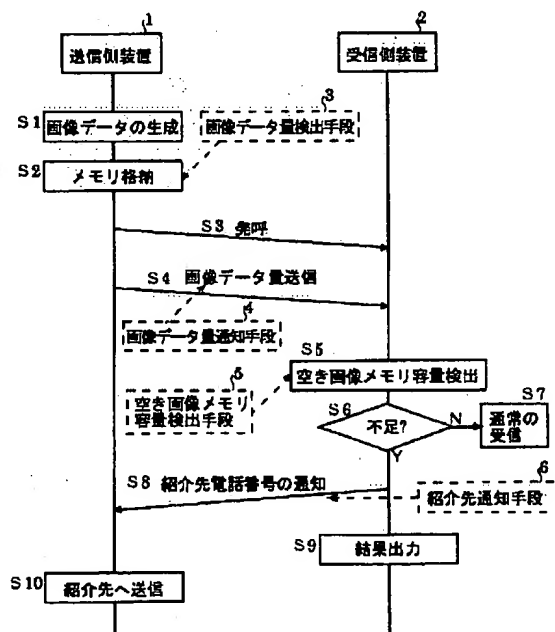 1
2
送信側装置
受信側装置
3
S1
画像データの生成
画像データ量検出手段
S2
メモリ格納
S3 発呼
S4 画像データ量送信
4
画像データ量通知手段
S5
空き画像メモリ容量検出
5
空き画像メモリ
容量検出手段
S6
不足?
N
S7
通常の
受信
Y
S8 紹介先電話番号の通知
6
紹介先通知手段
S9
結果出力
S10
紹介先へ送信